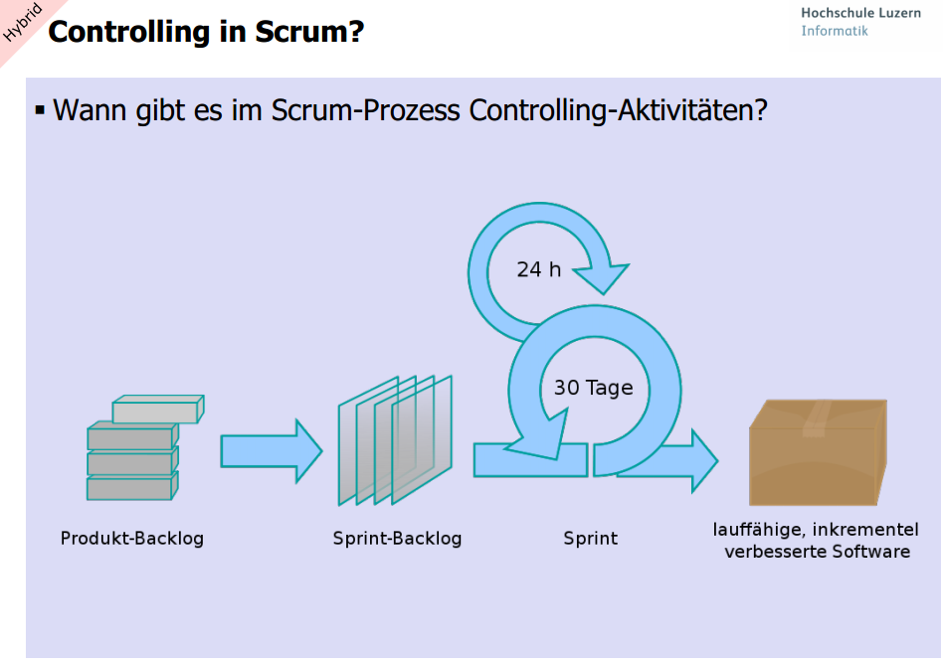 Hybrid
Controlling in Scrum?
Hochschule Luzern
Informatik
▪ Wann gibt es im Scrum-Prozess Controlling-Aktivitäten?
24 h
30 Tage
Produkt-Backlog
Sprint-Backlog
Sprint
lauffähige, inkrementel
verbesserte Software